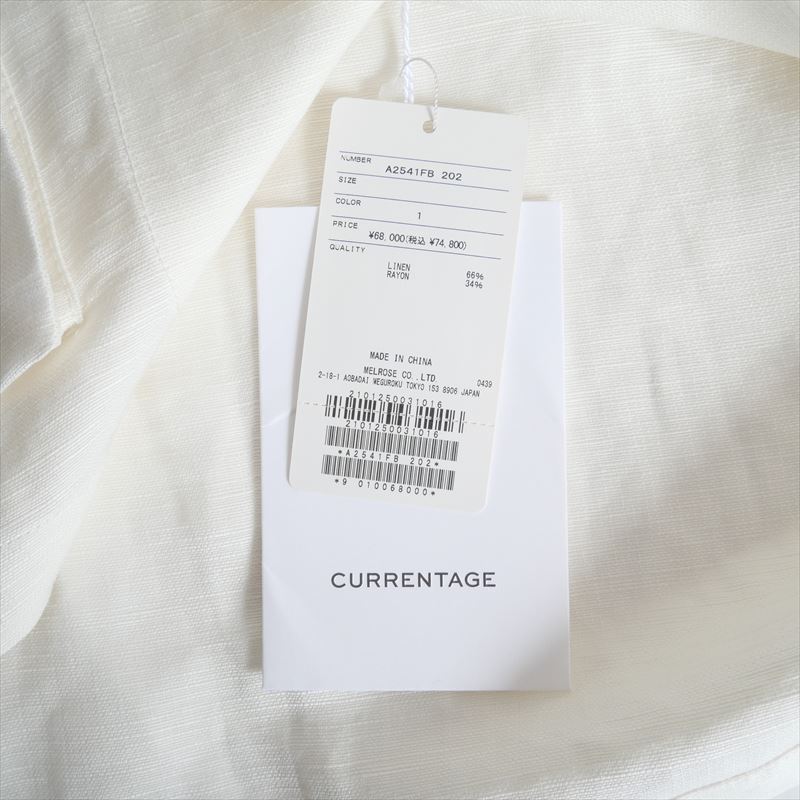 NUMBER A2541FB 202
SIZE
COLOR 1
PRICE ¥68,000(税込 ¥74,800)
QUALITY
LINEN 66%
RAYON 34%
MADE IN CHINA
MELROSE CO.,LTD. 0439
2-18-1 AOBADAI MEGUROKU TOKYO 153 8906 JAPAN
2101250031016
2101250031016
*A2541FB 202*
*9 010068000*
CURRENTAGE